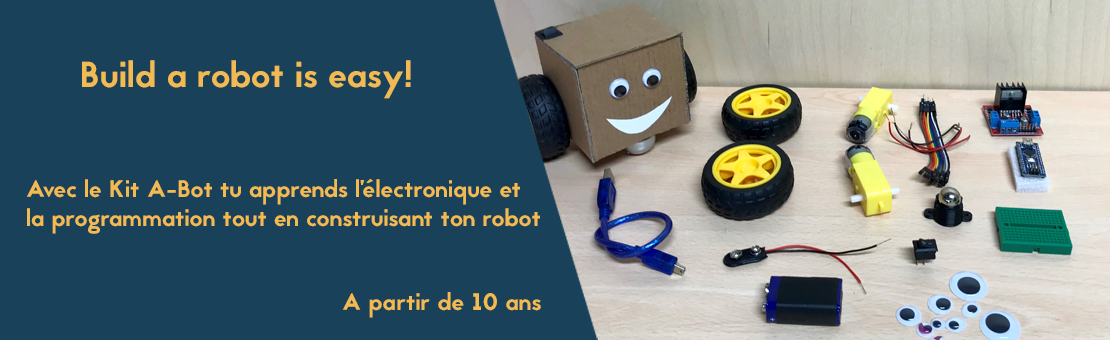 Build a robot is easy!
Avec le Kit A-Bot tu apprends l'électronique et
la programmation tout en construisant ton robot
A partir de 10 ans